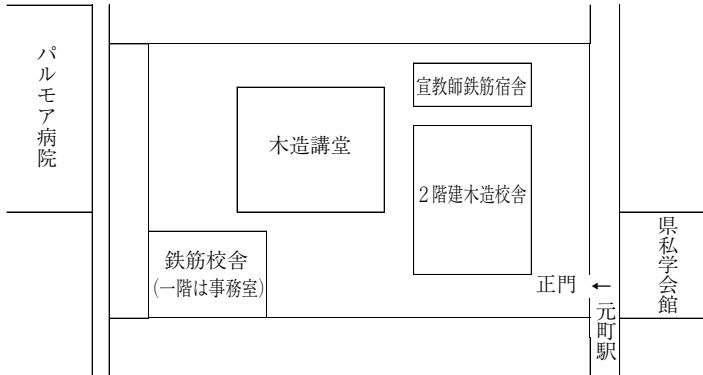 パルモア病院
宣教師鉄筋宿舎
木造講堂
２階建木造校舎
鉄筋校舎
(一階は事務室)
正門 ←
元町駅
県私学会館